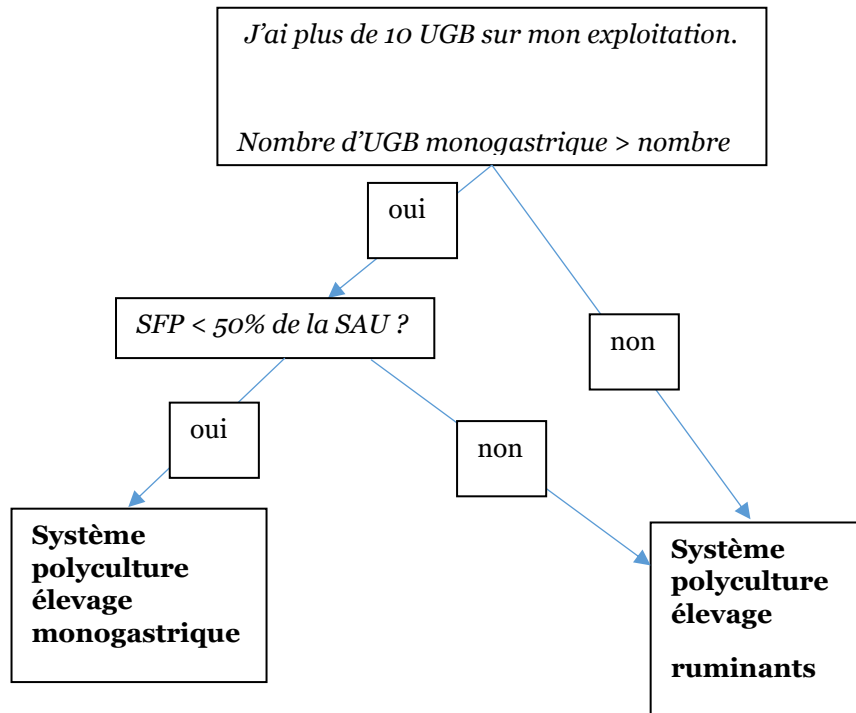 J’ai plus de 10 UGB sur mon exploitation.
Nombre d’UGB monogastrique > nombre
oui
SFP < 50% de la SAU ?
non
oui
non
Système
polyculture
élevage
monogastrique
Système
polyculture
élevage
ruminants